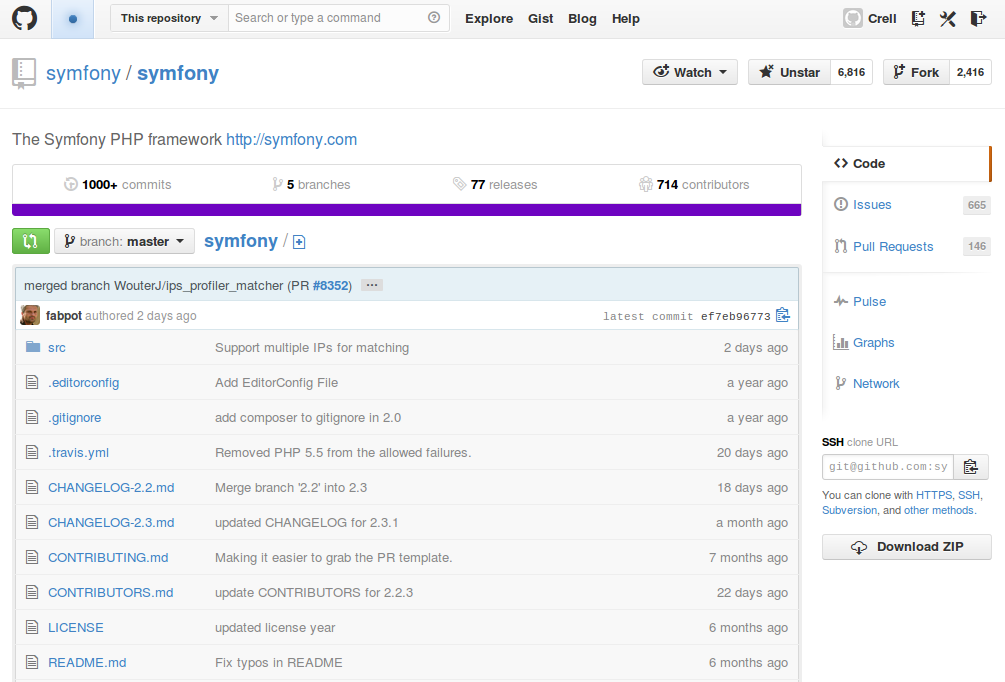 This repository Search or type a command Explore Gist Blog Help Crell
symfony / symfony Watch Unstar 6,816 Fork 2,416
The Symfony PHP framework http://symfony.com
1000+ commits 5 branches 77 releases 714 contributors
branch: master symfony /
merged branch WouterJ/ips_profiler_matcher (PR #8352) ...
fabpot authored 2 days ago latest commit ef7eb96773
src Support multiple IPs for matching 2 days ago
.editorconfig Add EditorConfig File a year ago
.gitignore add composer to gitignore in 2.0 a year ago
.travis.yml Removed PHP 5.5 from the allowed failures. 20 days ago
CHANGELOG-2.2.md Merge branch '2.2' into 2.3 18 days ago
CHANGELOG-2.3.md updated CHANGELOG for 2.3.1 a month ago
CONTRIBUTING.md Making it easier to grab the PR template. 7 months ago
CONTRIBUTORS.md update CONTRIBUTORS for 2.2.3 22 days ago
LICENSE updated license year 6 months ago
README.md Fix typos in README 6 months ago
Code
Issues 665
Pull Requests 146
Pulse
Graphs
Network
SSH clone URL
git@github.com:sy
You can clone with HTTPS, SSH,
Subversion, and other methods.
Download ZIP